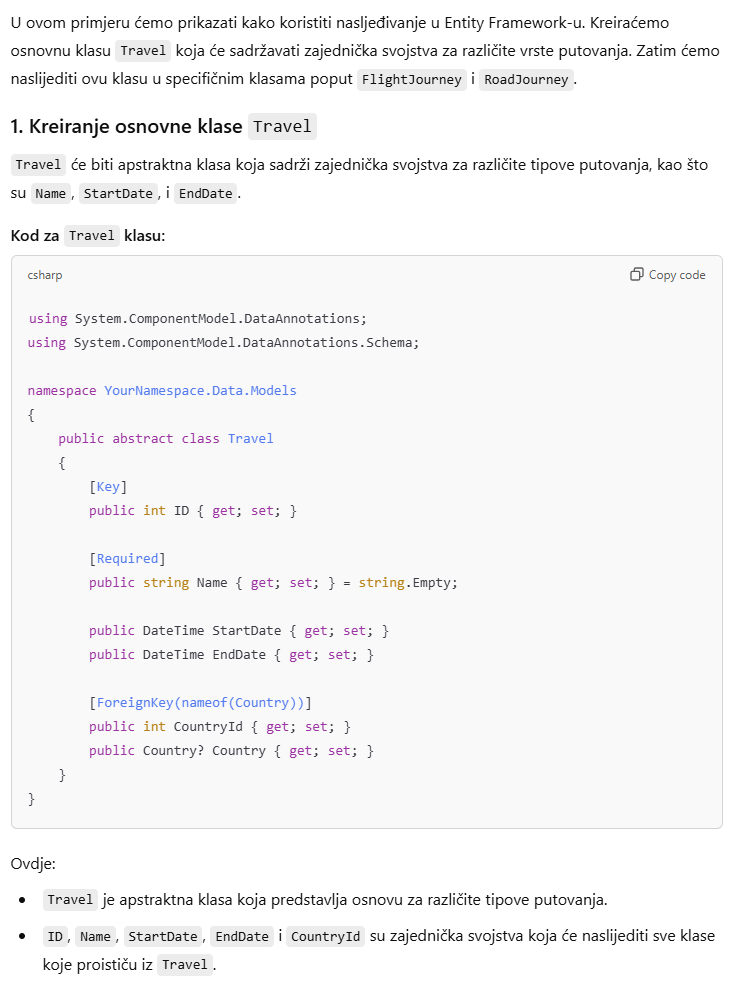 U ovom primjeru ćemo prikazati kako koristiti nasljeđivanje u Entity Framework-u. Kreiraćemo
osnovnu klasu Travel koja će sadržavati zajednička svojstva za različite vrste putovanja. Zatim ćemo
naslijediti ovu klasu u specifičnim klasama poput FlightJourney i RoadJourney.
1. Kreiranje osnovne klase Travel
Travel će biti apstraktna klasa koja sadrži zajednička svojstva za različite tipove putovanja, kao što
su Name, StartDate, i EndDate.
Kod za Travel klasu:
csharp Copy code
using System.ComponentModel.DataAnnotations;
using System.ComponentModel.DataAnnotations.Schema;
namespace YourNamespace.Data.Models
{
public abstract class Travel
{
[Key]
public int ID { get; set; }
[Required]
public string Name { get; set; } = string.Empty;
public DateTime StartDate { get; set; }
public DateTime EndDate { get; set; }
[ForeignKey(nameof(Country))]
public int CountryId { get; set; }
public Country? Country { get; set; }
}
}
Ovdje:
• Travel je apstraktna klasa koja predstavlja osnovu za različite tipove putovanja.
• ID, Name, StartDate, EndDate i CountryId su zajednička svojstva koja će naslijediti sve klase
koje proističu iz Travel.